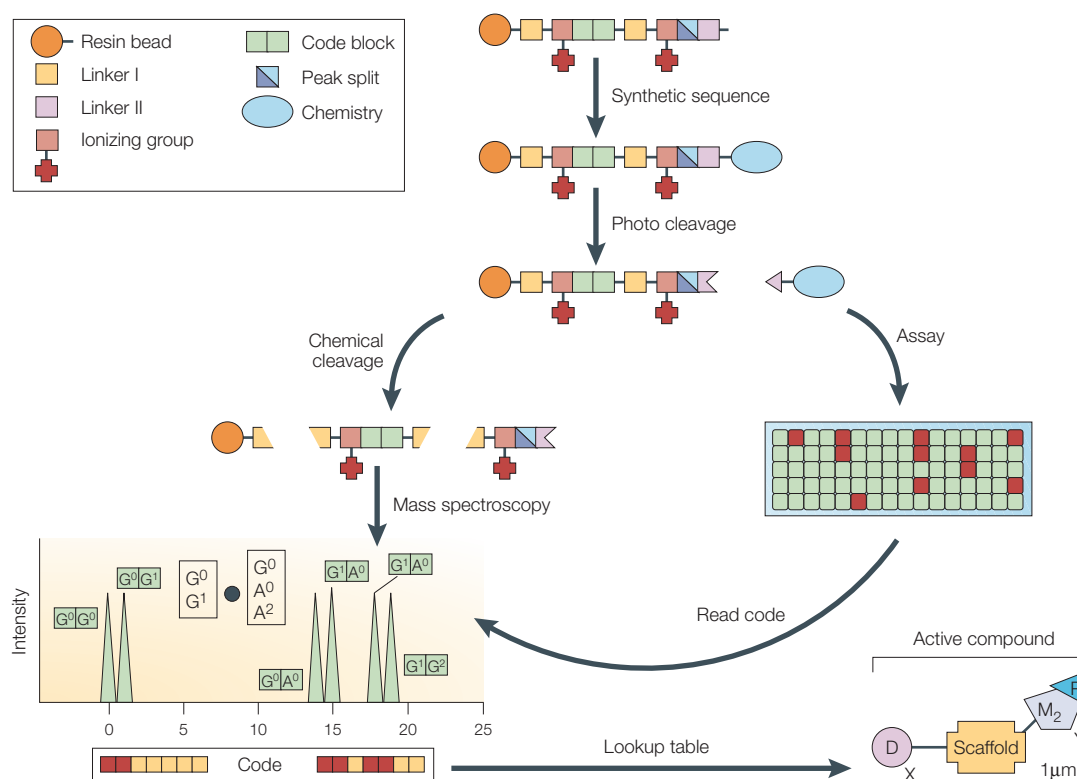 Resin bead
Linker I
Linker II
Ionizing group
Code block
Peak split
Chemistry
Synthetic sequence
Photo cleavage
Chemical
cleavage
Assay
Mass spectroscopy
Intensity
G⁰G⁰
G⁰G¹
G⁰
G¹
G⁰
A⁰
A²
G⁰A⁰
G¹A⁰
G¹A⁰
G¹G²
0 5 10 15 20 25
Code
Read code
Lookup table
Active compound
D
X
Scaffold
M₂
1µm